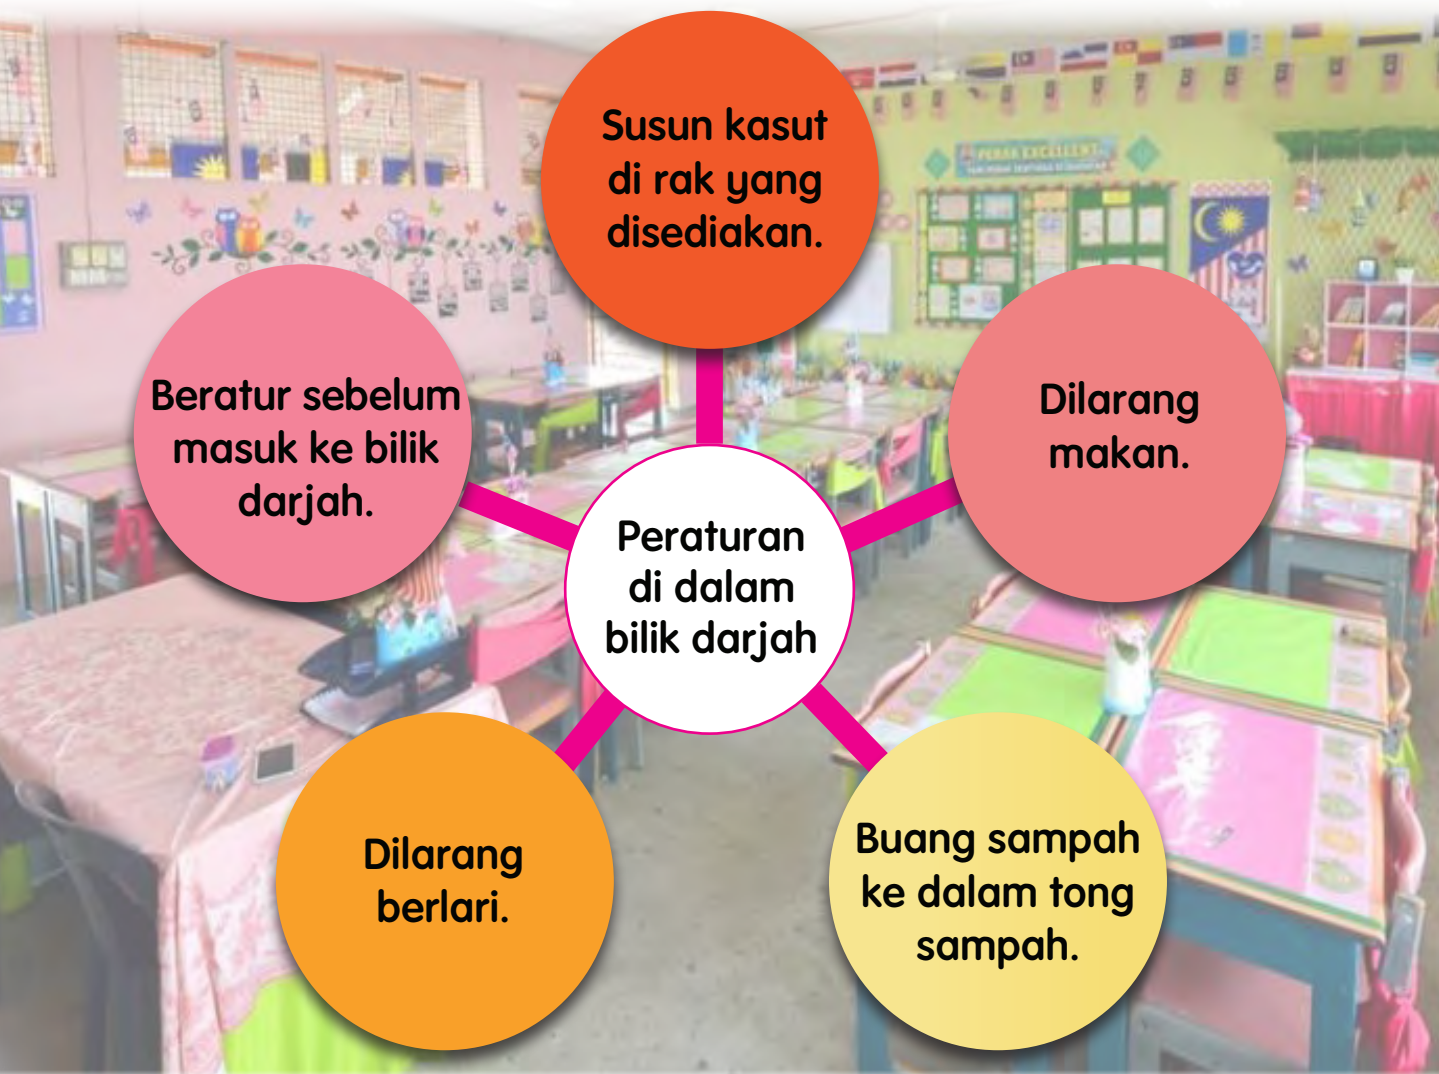 Susun kasut
di rak yang
disediakan.
Beratur sebelum
masuk ke bilik
darjah.
Dilarang
makan.
Peraturan
di dalam
bilik darjah
Dilarang
berlari.
Buang sampah
ke dalam tong
sampah.